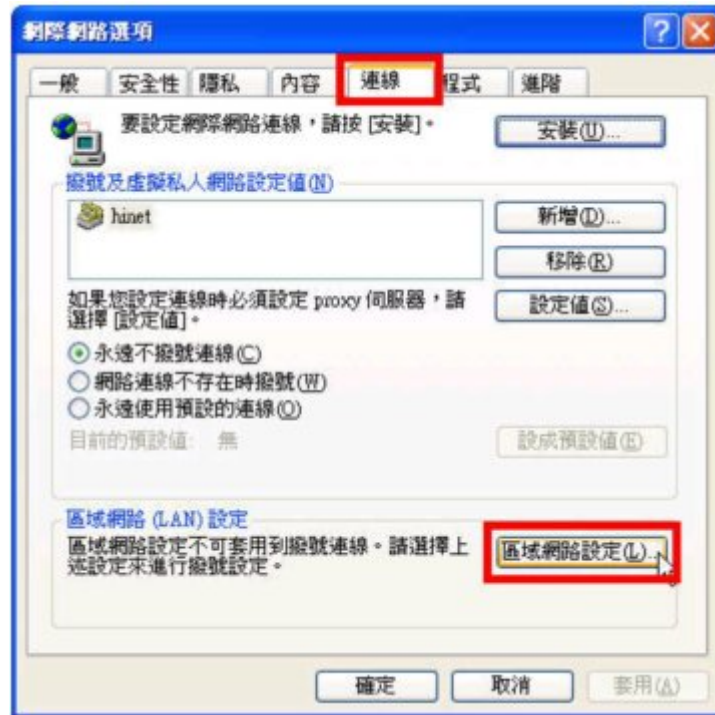 網際網路選項
一般 安全性 隱私 內容 連線 程式 進階
要設定網際網路連線，請按 [安裝]。
安裝(U)...
撥號及虛擬私人網路設定值(N)
hinet
新增(D)...
移除(R)
如果您設定連線時必須設定 proxy 伺服器，請
選擇 [設定值]。
設定值(S)...
永遠不撥號連線(C)
網路連線不存在時撥號(W)
永遠使用預設的連線(O)
目前的預設值: 無
設成預設值(E)
區域網路 (LAN) 設定
區域網路設定不可套用到撥號連線。請選擇上
述設定來進行撥號設定。
區域網路設定(L)...
確定 取消 套用(A)